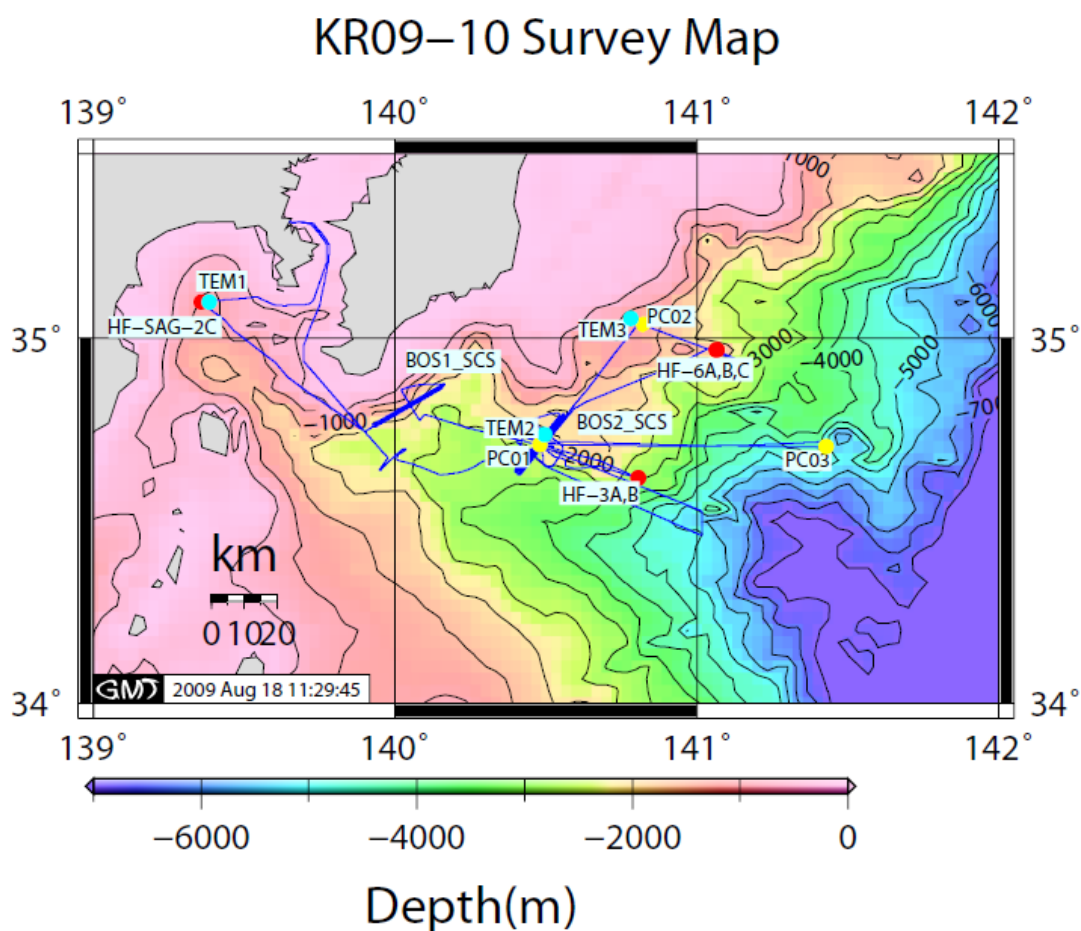 KR09−10 Survey Map
139° 140° 141° 142°
TEM1
HF−SAG−2C
TEM3
PC02
HF−6A,B,C
−3000
−4000
−5000
−6000
35° 35°
BOS1_SCS
−1000
TEM2
BOS2_SCS
PC01
−2000
PC03
HF−3A,B
km
0 10 20
GMT 2009 Aug 18 11:29:45
34° 34°
139° 140° 141° 142°
−6000 −4000 −2000 0
Depth(m)